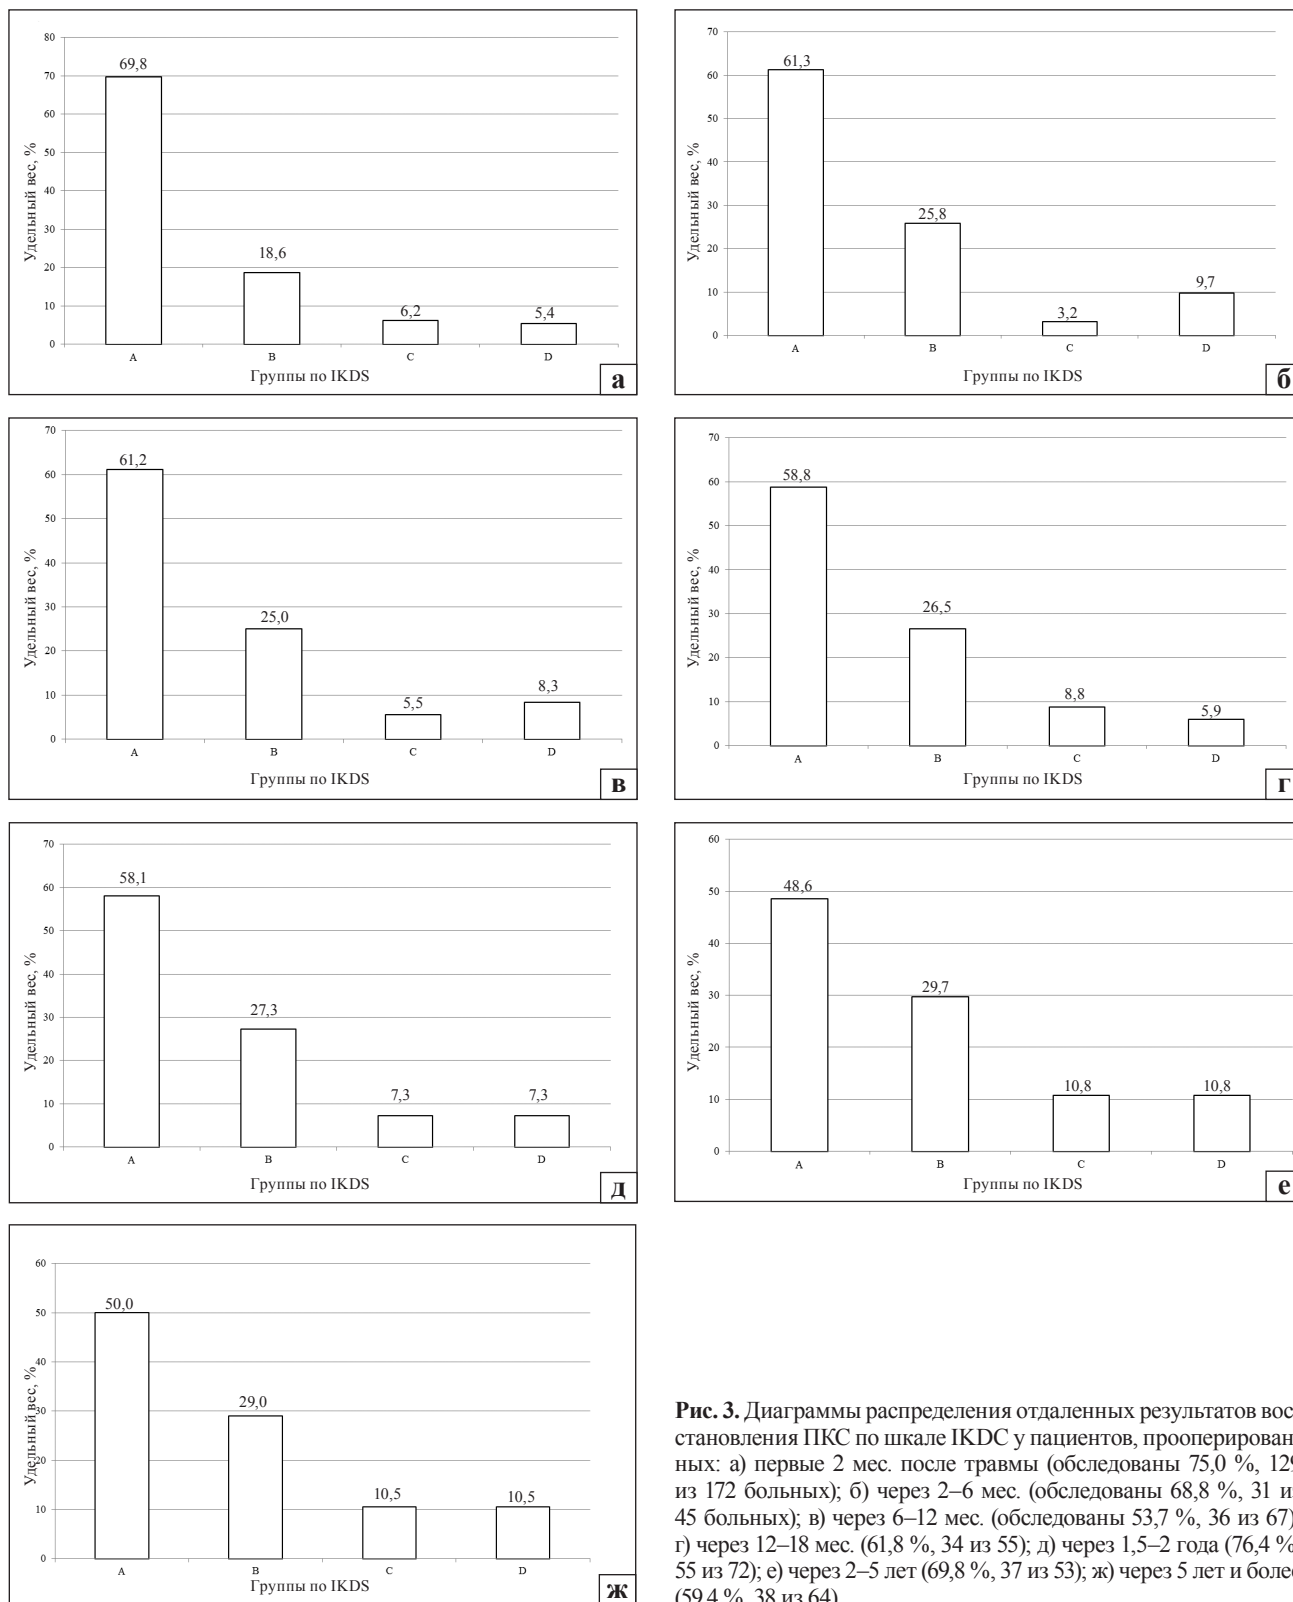 80
70
60
50
40
30
20
10
0
Удельный вес, %
69,8
18,6
6,2
5,4
A
B
C
D
Группы по IKDS
а
70
60
50
40
30
20
10
0
Удельный вес, %
61,3
25,8
3,2
9,7
A
B
C
D
Группы по IKDS
б
70
60
50
40
30
20
10
0
Удельный вес, %
61,2
25,0
5,5
8,3
A
B
C
D
Группы по IKDS
в
70
60
50
40
30
20
10
0
Удельный вес, %
58,8
26,5
8,8
5,9
A
B
C
D
Группы по IKDS
г
70
60
50
40
30
20
10
0
Удельный вес, %
58,1
27,3
7,3
7,3
A
B
C
D
Группы по IKDS
д
60
50
40
30
20
10
0
Удельный вес, %
48,6
29,7
10,8
10,8
A
B
C
D
Группы по IKDS
е
60
50
40
30
20
10
0
Удельный вес, %
50,0
29,0
10,5
10,5
A
B
C
D
Группы по IKDS
ж
Рис. 3. Диаграммы распределения отдаленных результатов вос-
становления ПКС по шкале IKDC у пациентов, прооперирован-
ных: а) первые 2 мес. после травмы (обследованы 75,0 %, 129
из 172 больных); б) через 2–6 мес. (обследованы 68,8 %, 31 из
45 больных); в) через 6–12 мес. (обследованы 53,7 %, 36 из 67)
г) через 12–18 мес. (61,8 %, 34 из 55); д) через 1,5–2 года (76,4 %
55 из 72); е) через 2–5 лет (69,8 %, 37 из 53); ж) через 5 лет и более
(59,4 %, 38 из 64)